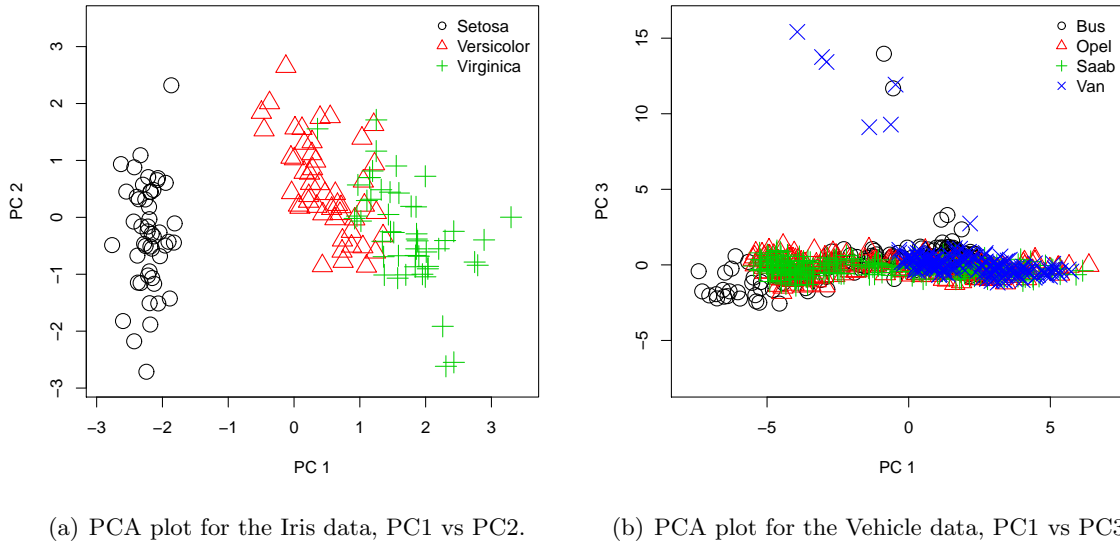 Setosa
Versicolor
Virginica
3
2
1
0
−1
−2
−3
PC 2
−3 −2 −1 0 1 2 3
PC 1
Bus
Opel
Saab
Van
15
10
5
0
−5
PC 3
−5 0 5
PC 1
(a) PCA plot for the Iris data, PC1 vs PC2.
(b) PCA plot for the Vehicle data, PC1 vs PC3